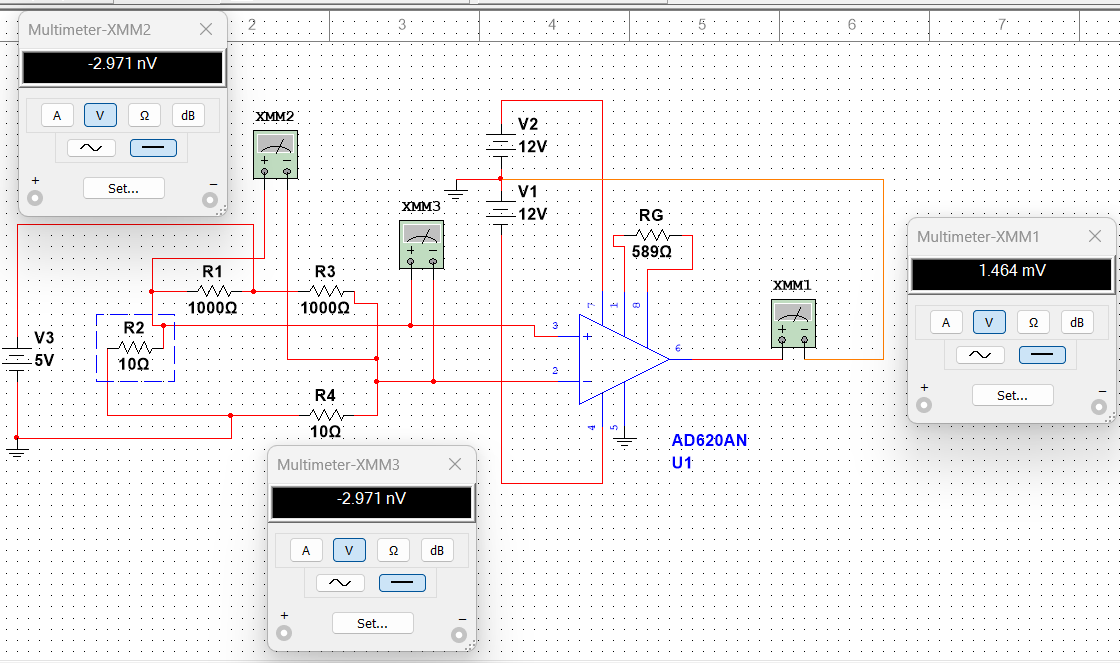 2
3
4
5
6
7
Multimeter-XMM2
-2.971 nV
A V Ω dB
+
Set...
−
XMM2
+ −
V2
12V
V1
12V
XMM3
+ −
RG
589Ω
Multimeter-XMM1
1.464 mV
A V Ω dB
+
Set...
−
XMM1
+ −
R1
1000Ω
R3
1000Ω
R2
10Ω
V3
5V
7
1
8
3
+
6
2
−
4
5
R4
10Ω
AD620AN
U1
Multimeter-XMM3
-2.971 nV
A V Ω dB
+
Set...
−